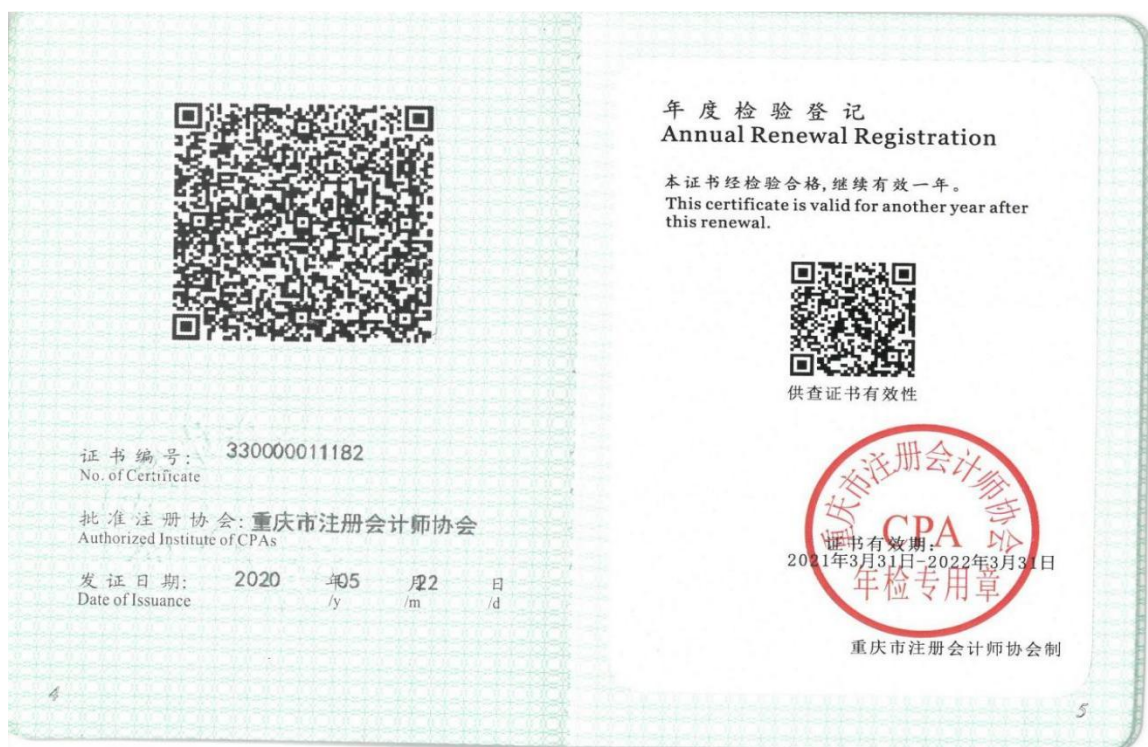 证书编号: 330000011182
No. of Certificate
批准注册协会: 重庆市注册会计师协会
Authorized Institute of CPAs
发证日期: 2020 年05 月22 日
Date of Issuance /y /m /d
4
年度检验登记
Annual Renewal Registration
本证书经检验合格,继续有效一年。
This certificate is valid for another year after
this renewal.
供查证书有效性
重庆市注册会计师协会
CPA
证书有效期:
2021年3月31日-2022年3月31日
年检专用章
重庆市注册会计师协会制
5